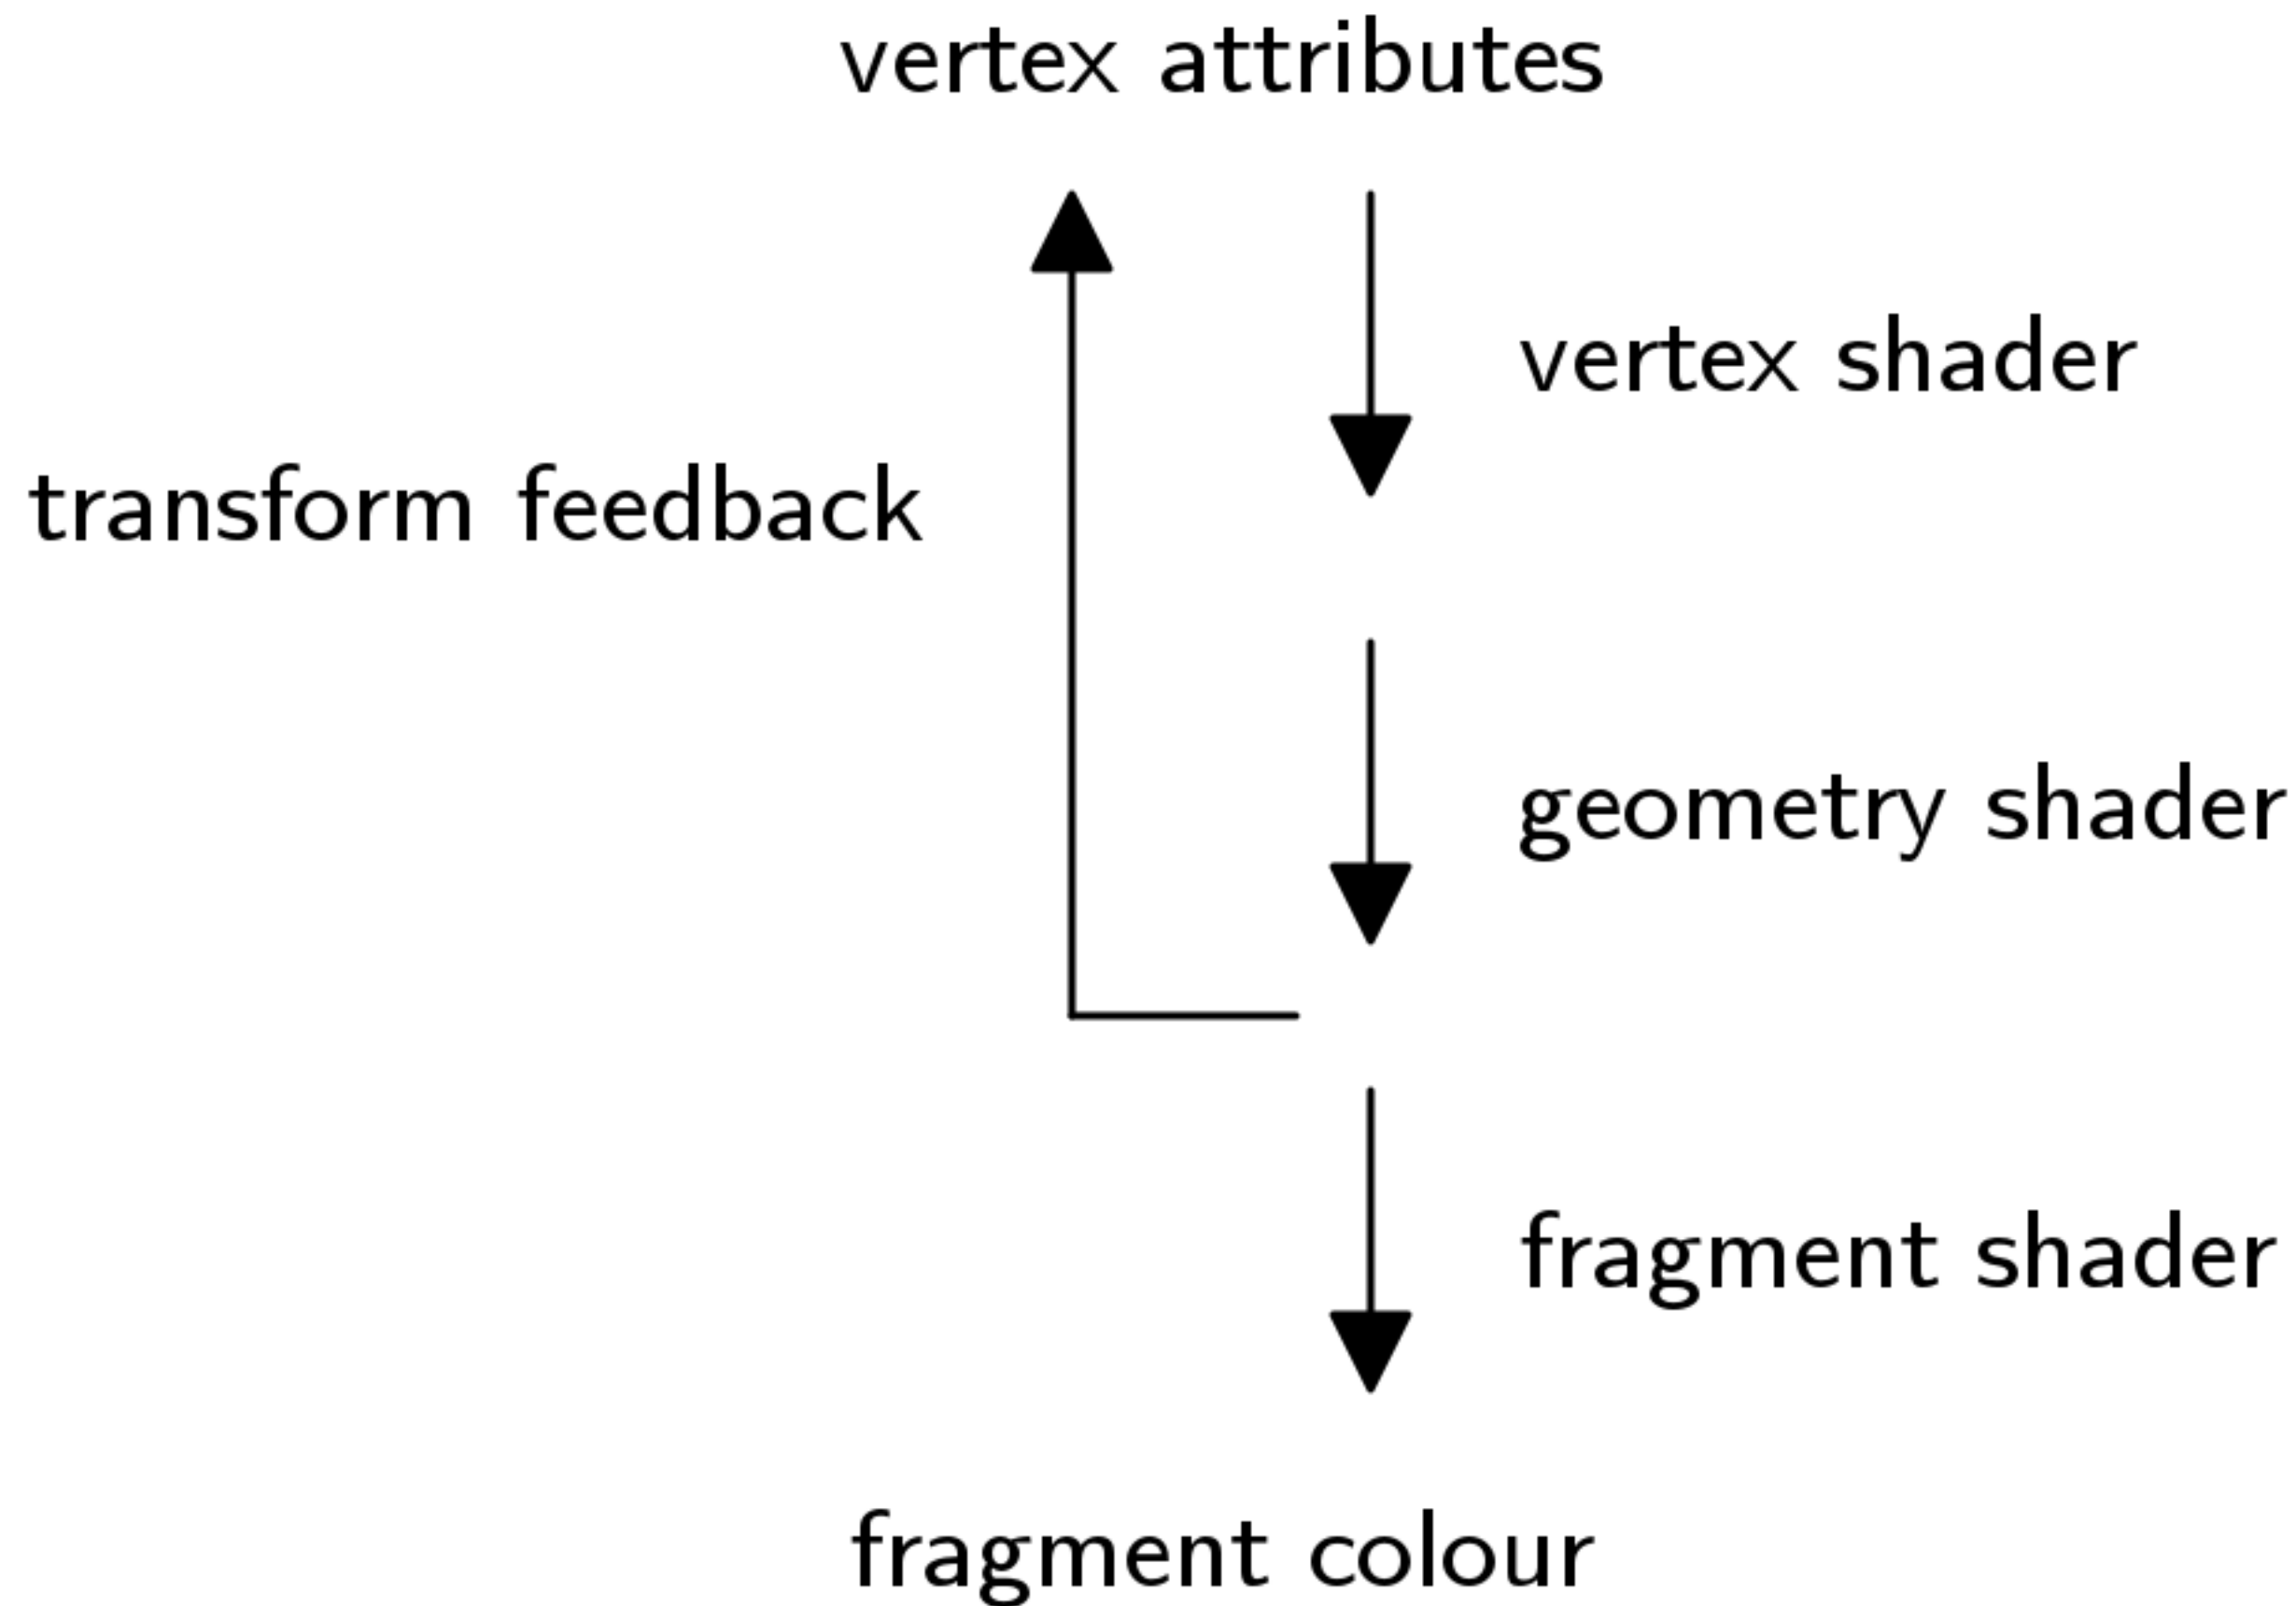 vertex attributes
vertex shader
transform feedback
geometry shader
fragment shader
fragment colour